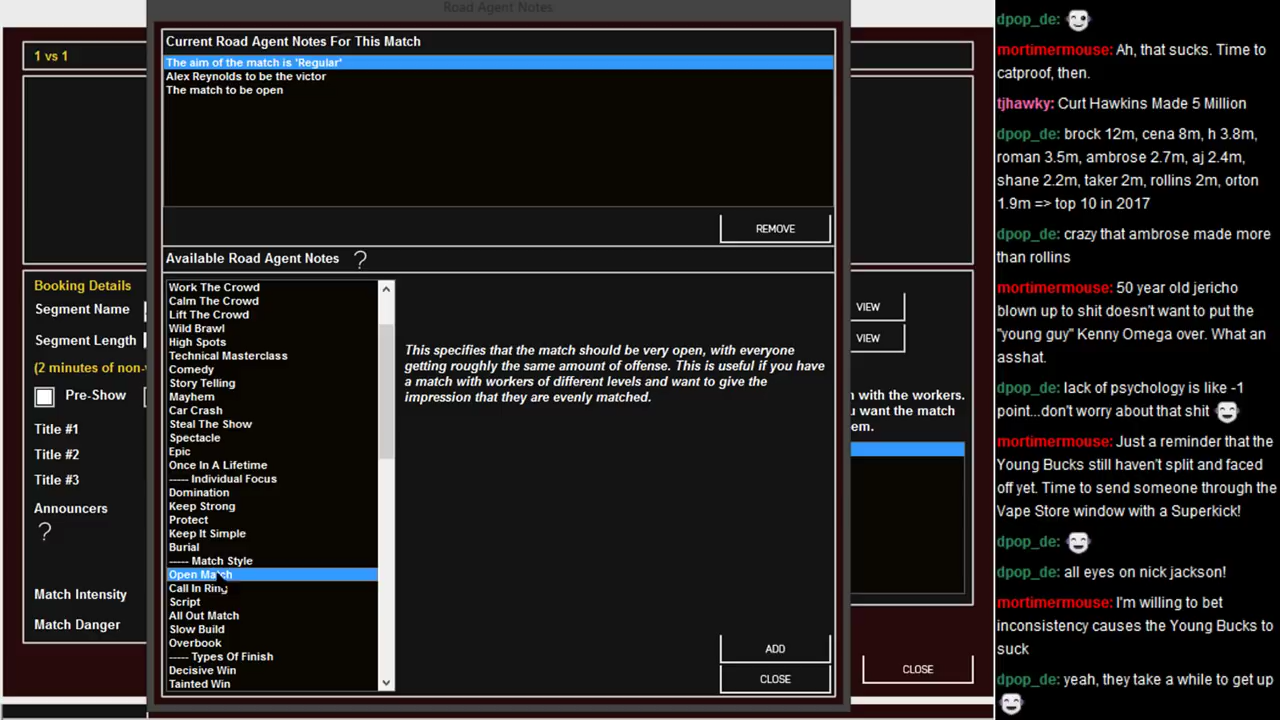 Road Agent Notes
Current Road Agent Notes For This Match
1 vs 1
The aim of the match is 'Regular'
Alex Reynolds to be the victor
The match to be open
REMOVE
Available Road Agent Notes ?
Work The Crowd
Calm The Crowd
Lift The Crowd
Wild Brawl
High Spots
Technical Masterclass
Comedy
Story Telling
Mayhem
Car Crash
Steal The Show
Spectacle
Epic
Once In A Lifetime
----- Individual Focus
Domination
Keep Strong
Protect
Keep It Simple
Burial
----- Match Style
Open Match
Call In Ring
Script
All Out Match
Slow Build
Overbook
----- Types Of Finish
Decisive Win
Tainted Win
This specifies that the match should be very open, with everyone
getting roughly the same amount of offense. This is useful if you have
a match with workers of different levels and want to give the
impression that they are evenly matched.
ADD
CLOSE
Booking Details
Segment Name
Segment Length
(2 minutes of non-
Pre-Show
Title #1
Title #2
Title #3
Announcers
?
Match Intensity
Match Danger
VIEW
VIEW
with the workers.
u want the match
em.
CLOSE
dpop_de:
mortimermouse: Ah, that sucks. Time to
catproof, then.
tjhawky: Curt Hawkins Made 5 Million
dpop_de: brock 12m, cena 8m, h 3.8m,
roman 3.5m, ambrose 2.7m, aj 2.4m,
shane 2.2m, taker 2m, rollins 2m, orton
1.9m => top 10 in 2017
dpop_de: crazy that ambrose made more
than rollins
mortimermouse: 50 year old jericho
blown up to shit doesn't want to put the
"young guy" Kenny Omega over. What an
asshat.
dpop_de: lack of psychology is like -1
point...don't worry about that shit
mortimermouse: Just a reminder that the
Young Bucks still haven't split and faced
off yet. Time to send someone through the
Vape Store window with a Superkick!
dpop_de:
dpop_de: all eyes on nick jackson!
mortimermouse: I'm willing to bet
inconsistency causes the Young Bucks to
suck
dpop_de: yeah, they take a while to get up